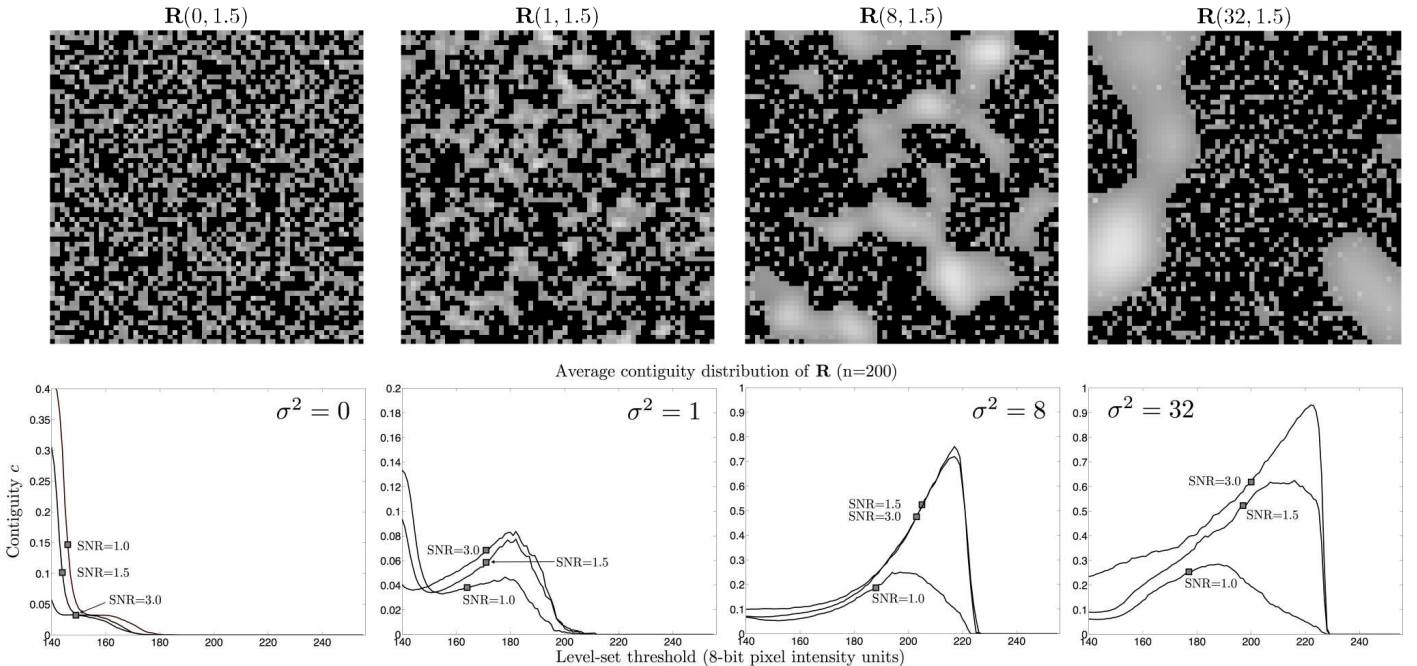 R(0, 1.5)
R(1, 1.5)
R(8, 1.5)
R(32, 1.5)
Average contiguity distribution of R (n=200)
Contiguity c
0.4
0.35
0.3
0.25
0.2
0.15
0.1
0.05
0
140 160 180 200 220 240
σ² = 0
SNR=1.0
SNR=1.5
SNR=3.0
0.2
0.18
0.16
0.14
0.12
0.1
0.08
0.06
0.04
0.02
0
140 160 180 200 220 240
σ² = 1
SNR=3.0
SNR=1.5
SNR=1.0
1
0.9
0.8
0.7
0.6
0.5
0.4
0.3
0.2
0.1
0
140 160 180 200 220 240
σ² = 8
SNR=1.5
SNR=3.0
SNR=1.0
1
0.9
0.8
0.7
0.6
0.5
0.4
0.3
0.2
0.1
0
140 160 180 200 220 240
σ² = 32
SNR=3.0
SNR=1.5
SNR=1.0
Level-set threshold (8-bit pixel intensity units)